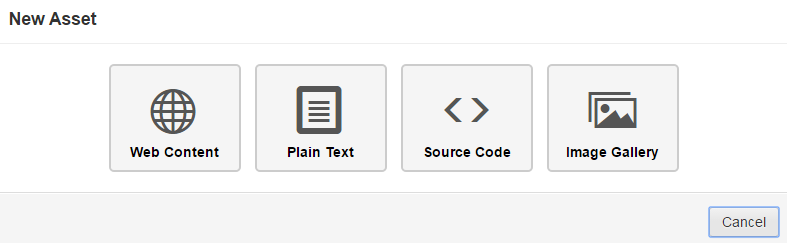 New Asset
Web Content
Plain Text
Source Code
Image Gallery
Cancel